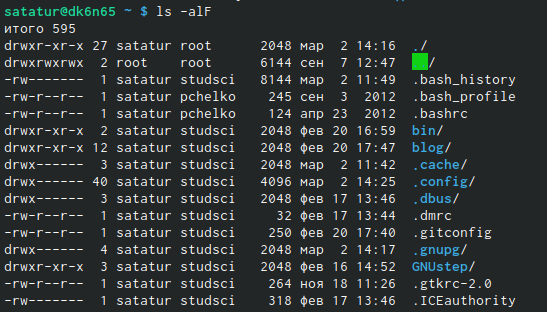 satatur@dk6n65 ~ $ ls -alF
итого 595
drwxr-xr-x 27 satatur root 2048 мар 2 14:16 ./
drwxrwxrwx 2 root root 6144 сен 7 12:47 ../
-rw------- 1 satatur studsci 8144 мар 2 11:49 .bash_history
-rw-r--r-- 1 satatur pchelko 245 сен 3 2012 .bash_profile
-rw-r--r-- 1 satatur pchelko 124 апр 23 2012 .bashrc
drwxr-xr-x 2 satatur studsci 2048 фев 20 16:59 bin/
drwxr-xr-x 12 satatur studsci 2048 фев 20 17:47 blog/
drwx------ 3 satatur studsci 2048 мар 2 11:42 .cache/
drwx------ 40 satatur studsci 4096 мар 2 14:25 .config/
drwx------ 3 satatur studsci 2048 фев 17 13:46 .dbus/
-rw-r--r-- 1 satatur studsci 32 фев 17 13:44 .dmrc
-rw-r--r-- 1 satatur studsci 250 фев 20 17:40 .gitconfig
drwx------ 4 satatur studsci 2048 мар 2 14:17 .gnupg/
drwxr-xr-x 3 satatur studsci 2048 фев 16 14:52 GNUstep/
-rw-r--r-- 1 satatur studsci 264 ноя 18 11:26 .gtkrc-2.0
-rw------- 1 satatur studsci 318 фев 17 13:46 .ICEauthority